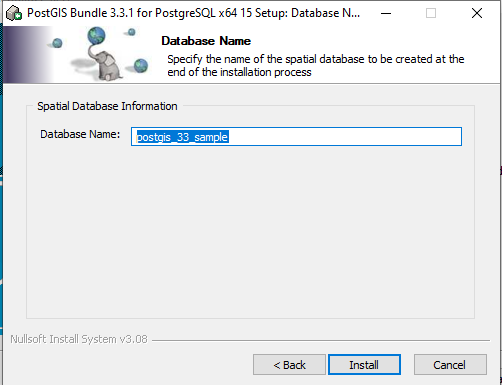 PostGIS Bundle 3.3.1 for PostgreSQL x64 15 Setup: Database N...
Database Name
Specify the name of the spatial database to be created at the
end of the installation process
Spatial Database Information
Database Name:
postgis_33_sample
Nullsoft Install System v3.08
< Back
Install
Cancel